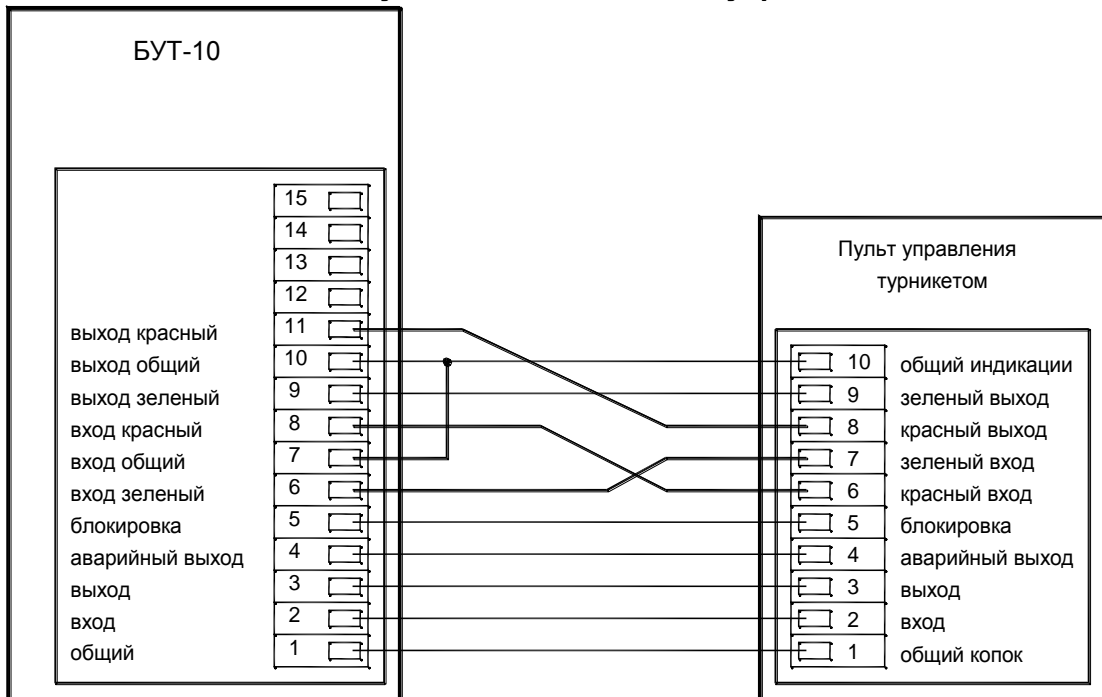 БУТ-10
15
14
13
12
выход красный 11
выход общий 10
выход зеленый 9
вход красный 8
вход общий 7
вход зеленый 6
блокировка 5
аварийный выход 4
выход 3
вход 2
общий 1
Пульт управления
турникетом
10 общий индикации
9 зеленый выход
8 красный выход
7 зеленый вход
6 красный вход
5 блокировка
4 аварийный выход
3 выход
2 вход
1 общий копок